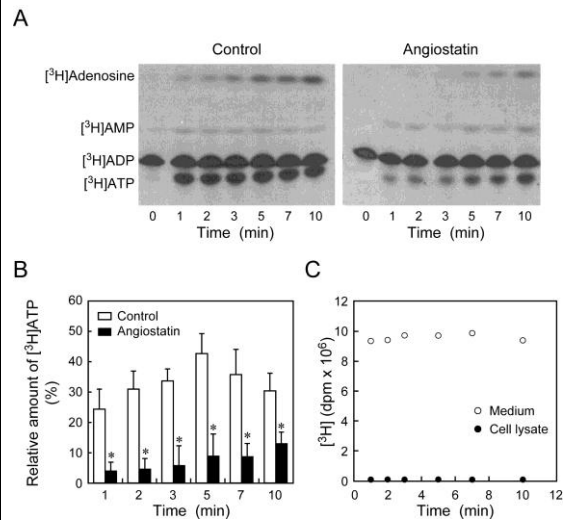 A
Control Angiostatin
[³H]Adenosine
[³H]AMP
[³H]ADP
[³H]ATP
0 1 2 3 5 7 10 0 1 2 3 5 7 10
Time (min) Time (min)
B
Relative amount of [³H]ATP
(%)
60
50
40
30
20
10
0
Control
Angiostatin
* * * * * *
1 2 3 5 7 10
Time (min)
C
[³H] (dpm x 10⁶)
12
10
8
6
4
2
0
Medium
Cell lysate
0 2 4 6 8 10 12
Time (min)